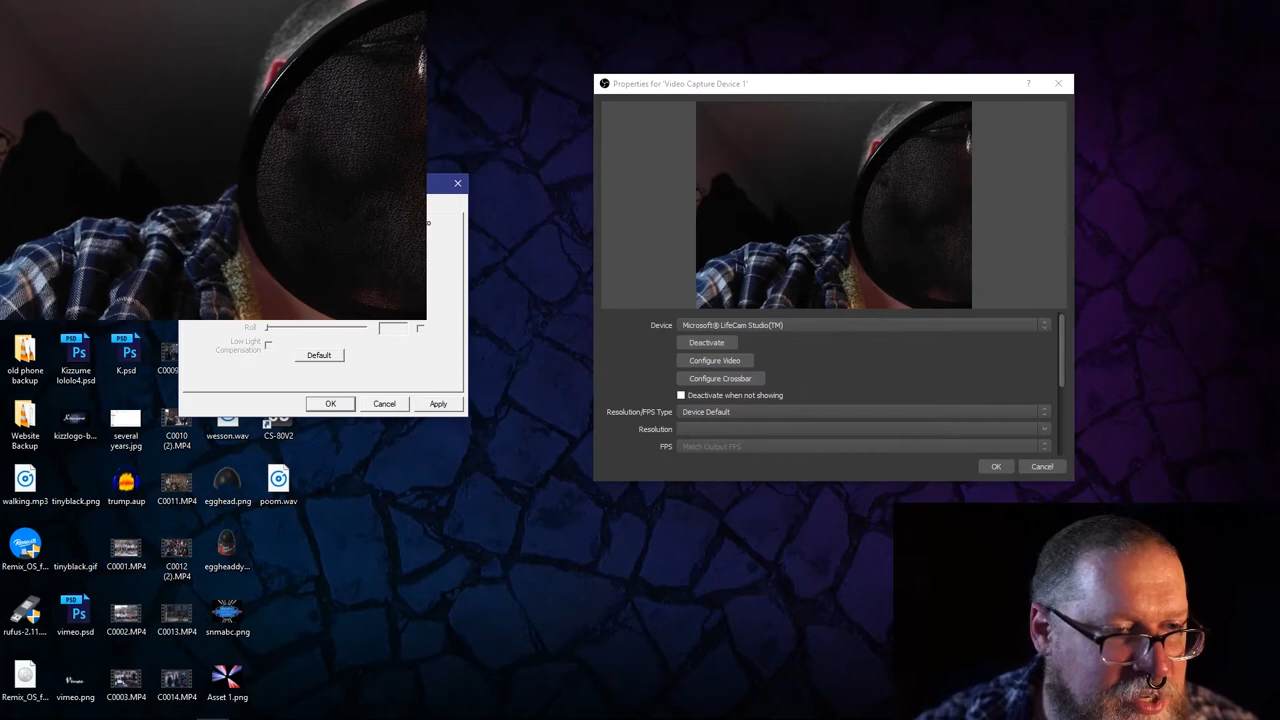 Properties for 'Video Capture Device 1'
?
Device
Microsoft® LifeCam Studio(TM)
Deactivate
Configure Video
Configure Crossbar
Deactivate when not showing
Resolution/FPS Type
Device Default
Resolution
FPS
Match Output FPS
OK
Cancel
Roll
Low Light
Compensation
Default
OK
Cancel
Apply
old phone
backup
Kizzume
lololo4.psd
K.psd
Website
Backup
kizzlogo-b...
several
years.jpg
C0010
(2).MP4
wesson.wav
CS-80V2
walking.mp3
tinyblack.png
trump.aup
C0011.MP4
egghead.png
poom.wav
Remix_OS_f...
tinyblack.gif
C0001.MP4
C0012
(2).MP4
eggheaddy...
rufus-2.11....
vimeo.psd
C0002.MP4
C0013.MP4
snmabc.png
Remix_OS_f...
vimeo.png
C0003.MP4
C0014.MP4
Asset 1.png